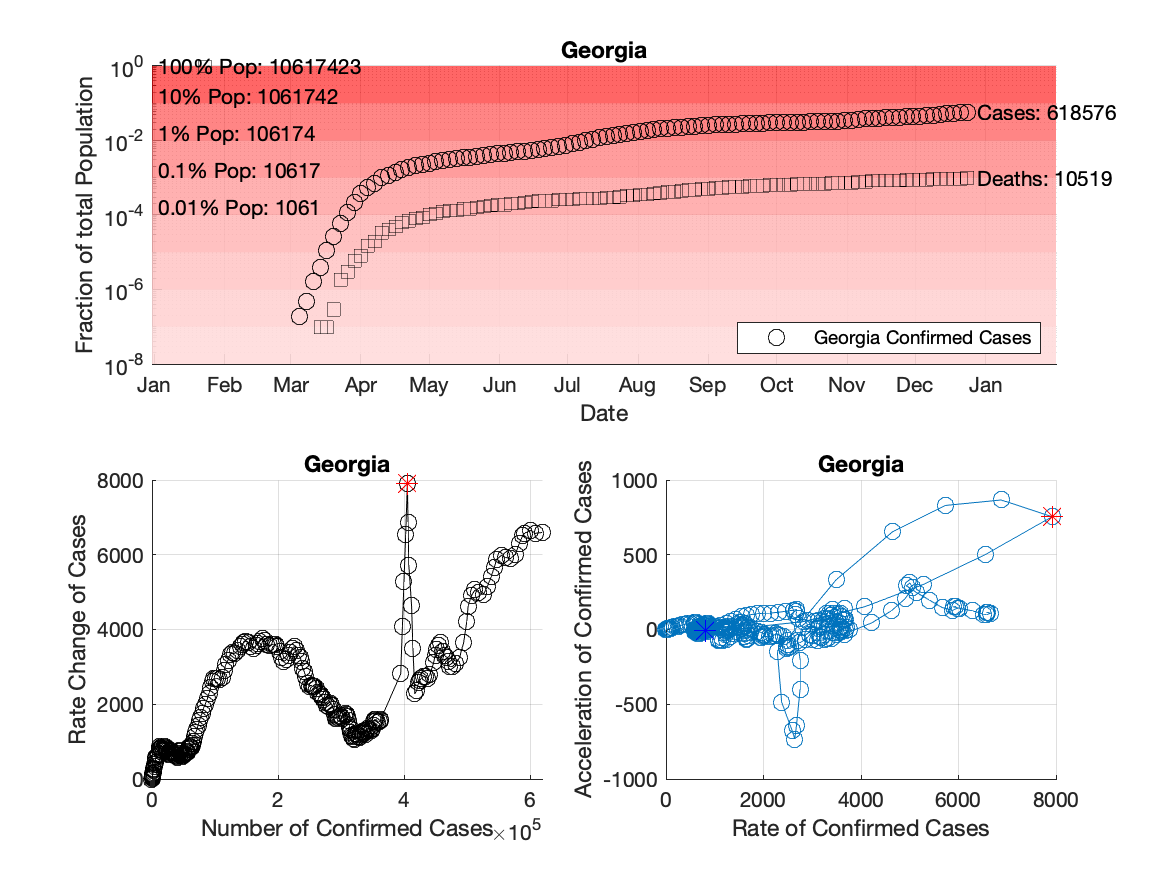 Georgia
10^0
10^-2
10^-4
10^-6
10^-8
Fraction of total Population
100% Pop: 10617423
10% Pop: 1061742
1% Pop: 106174
0.1% Pop: 10617
0.01% Pop: 1061
Cases: 618576
Deaths: 10519
Georgia Confirmed Cases
Jan Feb Mar Apr May Jun Jul Aug Sep Oct Nov Dec Jan
Date
Georgia
8000
6000
4000
2000
0
Rate Change of Cases
0 2 4 6
Number of Confirmed Cases ×10^5
Georgia
1000
500
0
-500
-1000
Acceleration of Confirmed Cases
0 2000 4000 6000 8000
Rate of Confirmed Cases